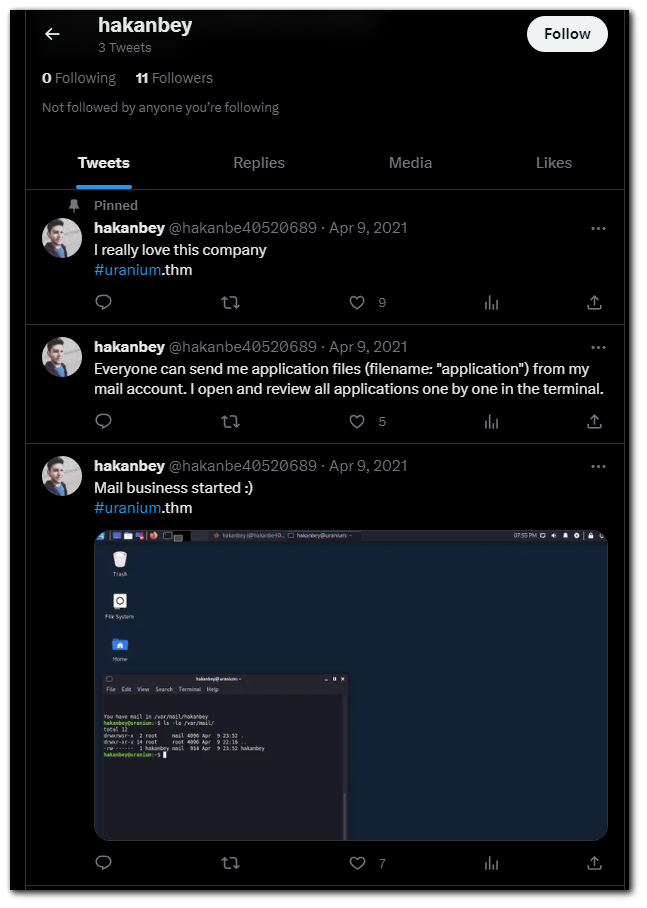 hakanbey
3 Tweets
Follow
0 Following 11 Followers
Not followed by anyone you're following
Tweets Replies Media Likes
Pinned
hakanbey @hakanbe40520689 · Apr 9, 2021
I really love this company
#uranium.thm
9
hakanbey @hakanbe40520689 · Apr 9, 2021
Everyone can send me application files (filename: "application") from my
mail account. I open and review all applications one by one in the terminal.
5
hakanbey @hakanbe40520689 · Apr 9, 2021
Mail business started :)
#uranium.thm
hakanbey (@hakanbe40... hakanbey@uranium: ~ 07:55 PM
Trash
File System
Home
hakanbey@uranium: ~
File Edit View Search Terminal Help
You have mail in /var/mail/hakanbey
hakanbey@uranium:~$ ls -la /var/mail/
total 12
drwxrwsr-x 2 root mail 4096 Apr 9 23:52 .
drwxr-xr-x 14 root root 4096 Apr 9 22:16 ..
-rw------- 1 hakanbey mail 914 Apr 9 23:52 hakanbey
hakanbey@uranium:~$
7